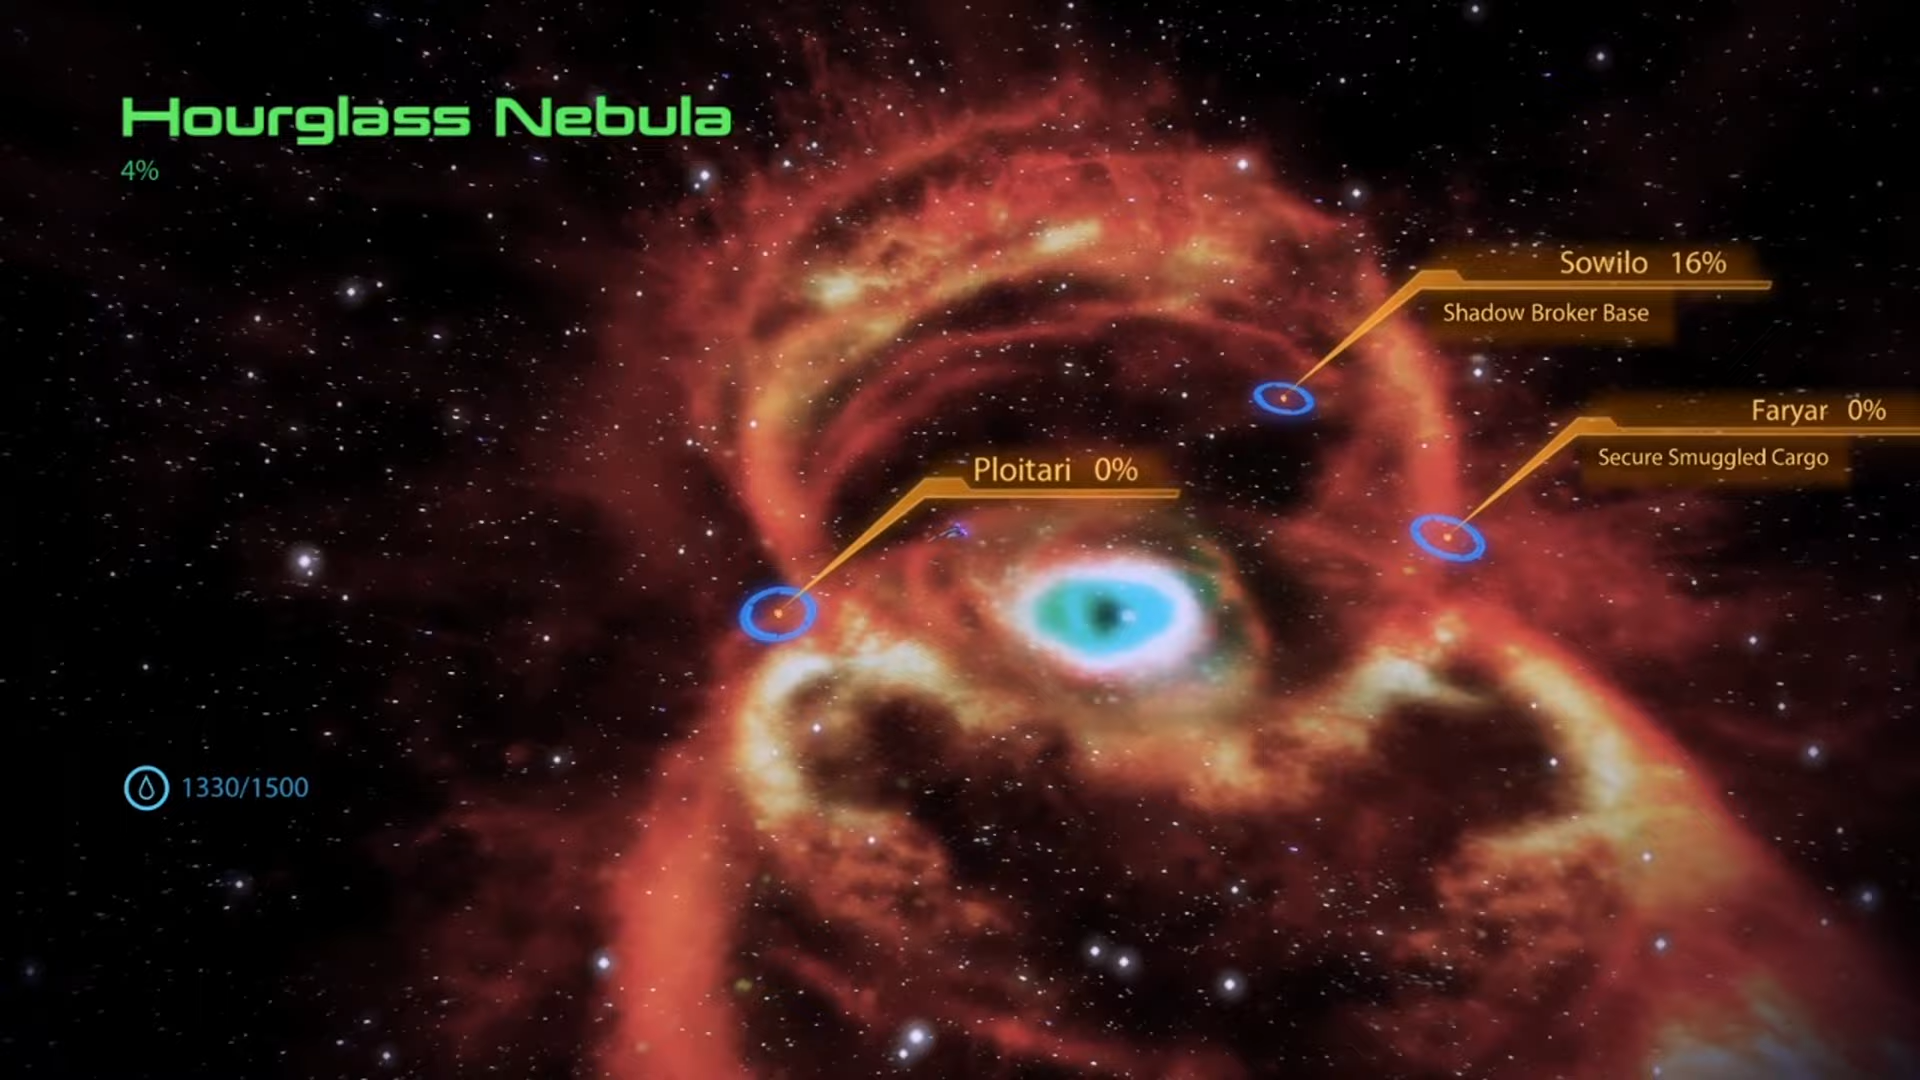 Hourglass Nebula
4%
Sowilo 16%
Shadow Broker Base
Faryar 0%
Secure Smuggled Cargo
Ploitari 0%
1330/1500